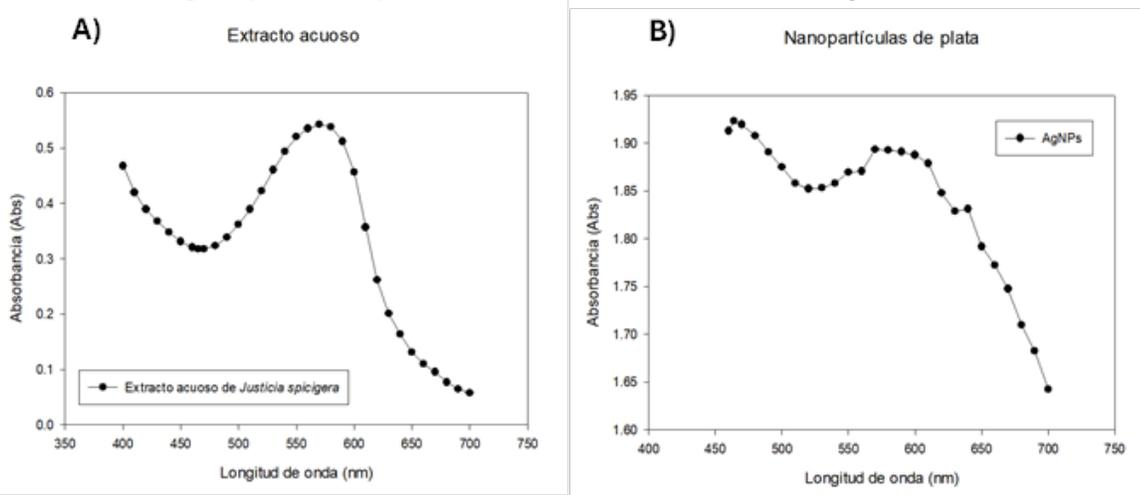 A)
Extracto acuoso
0.6
0.5
0.4
0.3
0.2
0.1
0.0
Absorbancia (Abs)
Extracto acuoso de Justicia spicigera
350 400 450 500 550 600 650 700 750
Longitud de onda (nm)
B)
Nanopartículas de plata
1.95
1.90
1.85
1.80
1.75
1.70
1.65
1.60
Absorbancia (Abs)
AgNPs
400 450 500 550 600 650 700 750
Longitud de onda (nm)